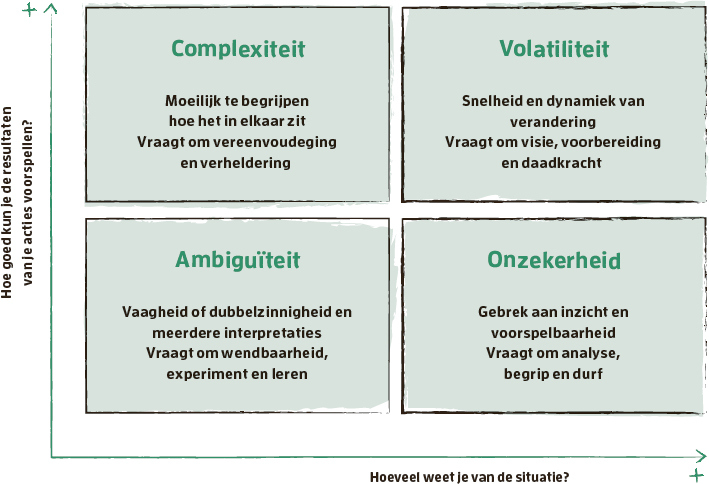 +
Hoe goed kun je de resultaten
van je acties voorspellen?
Complexiteit
Moeilijk te begrijpen
hoe het in elkaar zit
Vraagt om vereenvoudeging
en verheldering
Volatiliteit
Snelheid en dynamiek van
verandering
Vraagt om visie, voorbereiding
en daadkracht
Ambiguïteit
Vaagheid of dubbelzinnigheid en
meerdere interpretaties
Vraagt om wendbaarheid,
experiment en leren
Onzekerheid
Gebrek aan inzicht en
voorspelbaarheid
Vraagt om analyse,
begrip en durf
Hoeveel weet je van de situatie?
+